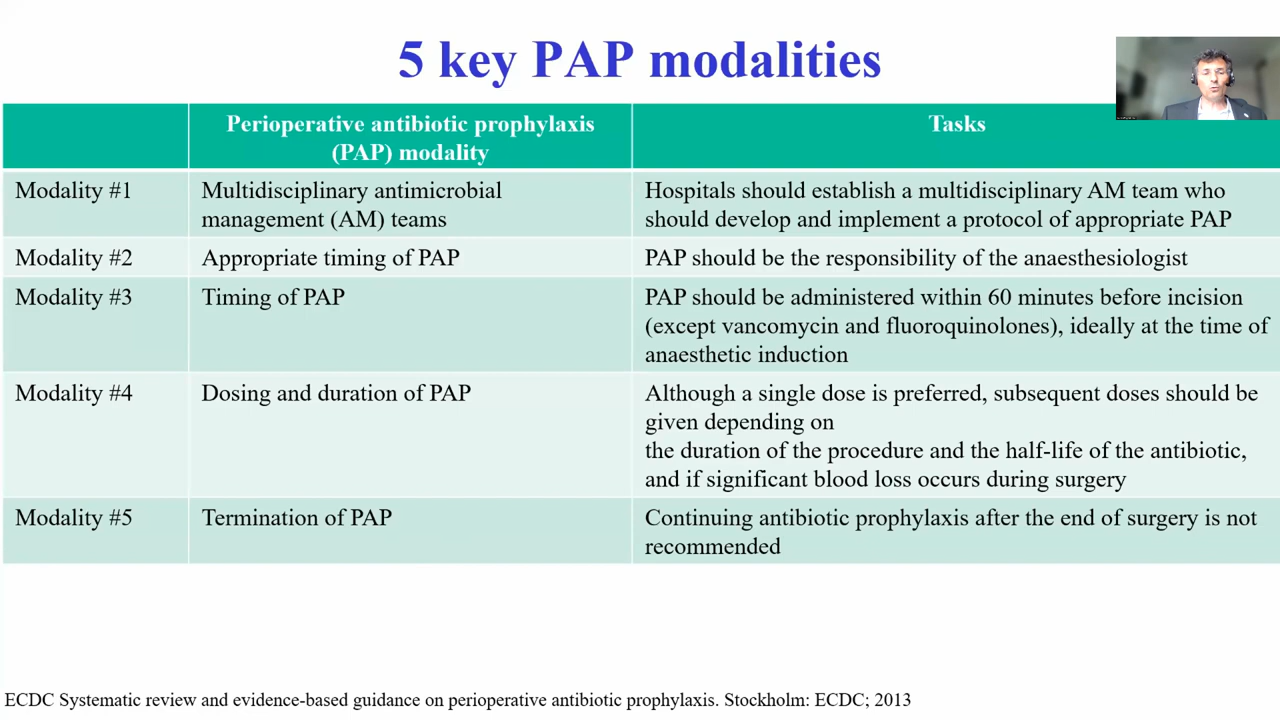 5 key PAP modalities
Perioperative antibiotic prophylaxis
(PAP) modality
Tasks
Modality #1
Multidisciplinary antimicrobial
management (AM) teams
Hospitals should establish a multidisciplinary AM team who
should develop and implement a protocol of appropriate PAP
Modality #2
Appropriate timing of PAP
PAP should be the responsibility of the anaesthesiologist
Modality #3
Timing of PAP
PAP should be administered within 60 minutes before incision
(except vancomycin and fluoroquinolones), ideally at the time of
anaesthetic induction
Modality #4
Dosing and duration of PAP
Although a single dose is preferred, subsequent doses should be
given depending on
the duration of the procedure and the half-life of the antibiotic,
and if significant blood loss occurs during surgery
Modality #5
Termination of PAP
Continuing antibiotic prophylaxis after the end of surgery is not
recommended
ECDC Systematic review and evidence-based guidance on perioperative antibiotic prophylaxis. Stockholm: ECDC; 2013